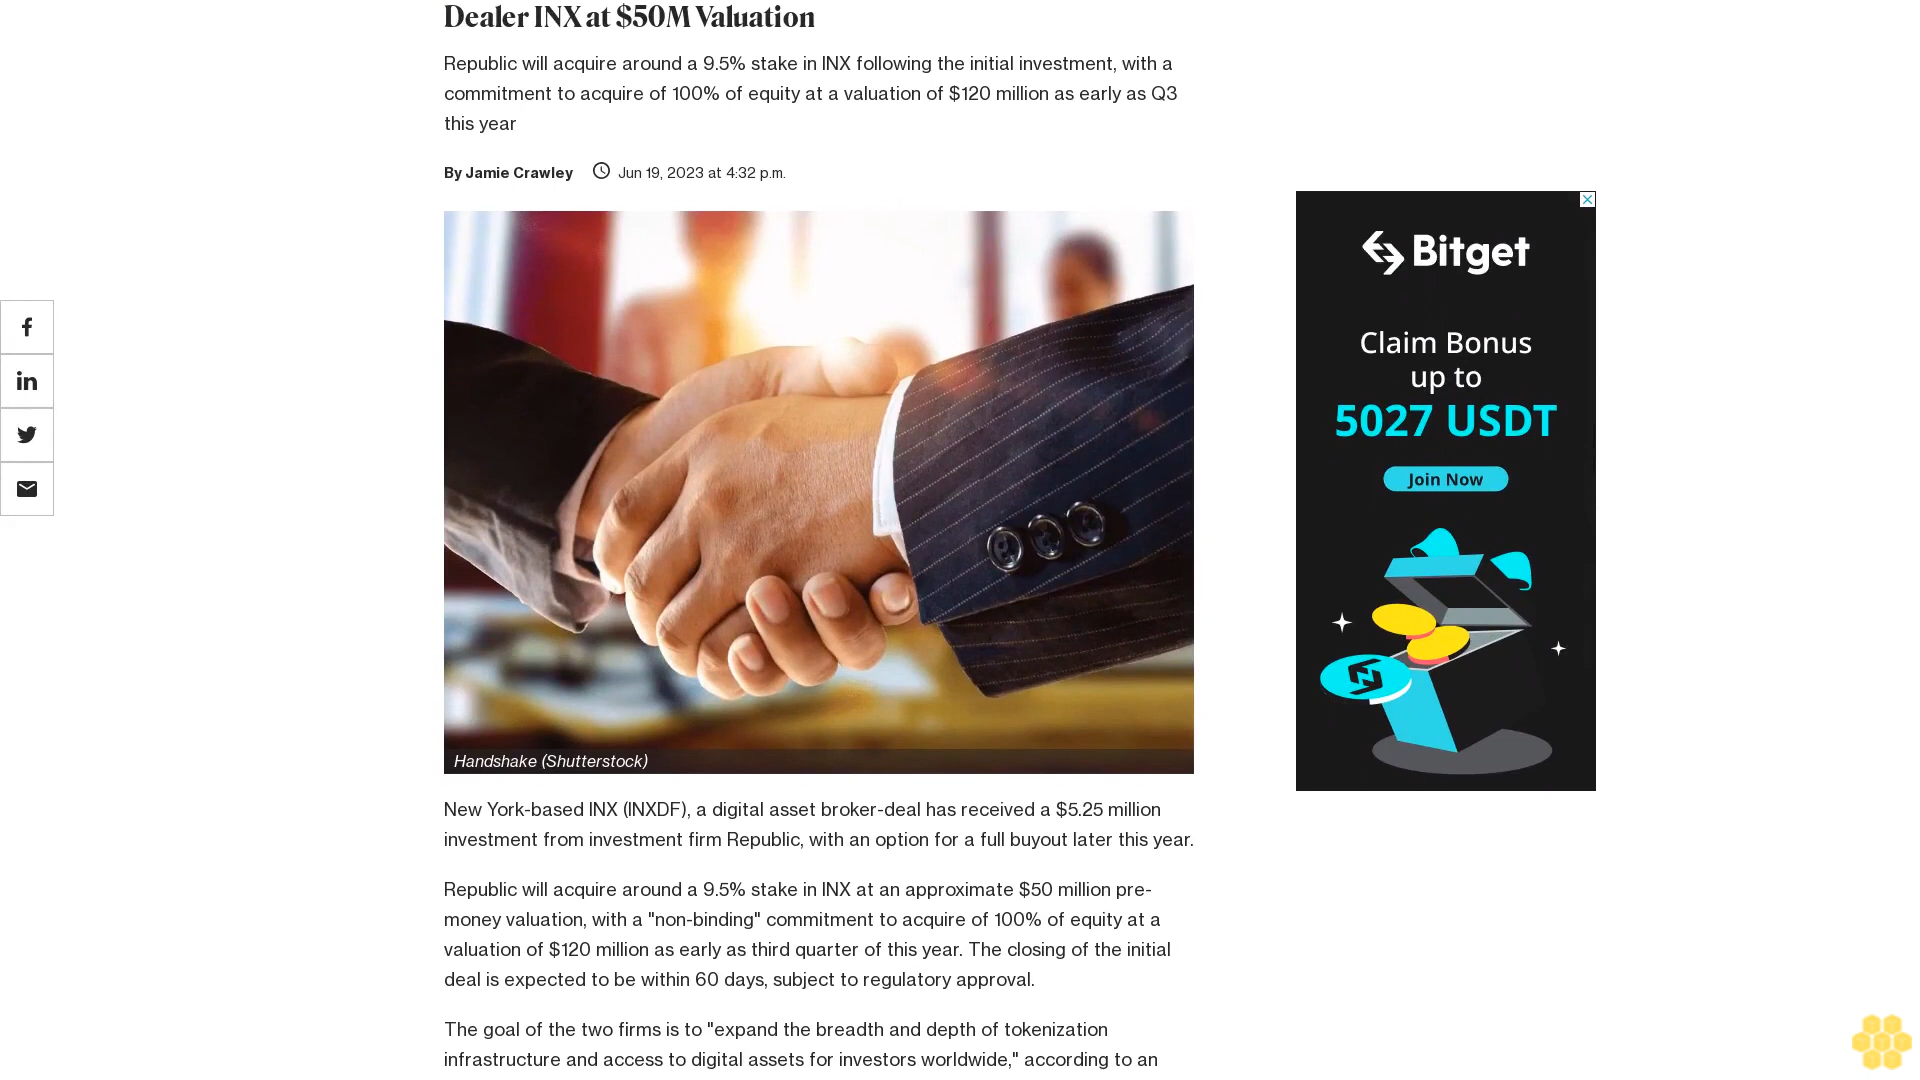 Dealer INX at $50M Valuation
Republic will acquire around a 9.5% stake in INX following the initial investment, with a
commitment to acquire of 100% of equity at a valuation of $120 million as early as Q3
this year
By Jamie Crawley Jun 19, 2023 at 4:32 p.m.
Handshake (Shutterstock)
New York-based INX (INXDF), a digital asset broker-deal has received a $5.25 million
investment from investment firm Republic, with an option for a full buyout later this year.
Republic will acquire around a 9.5% stake in INX at an approximate $50 million pre-
money valuation, with a "non-binding" commitment to acquire of 100% of equity at a
valuation of $120 million as early as third quarter of this year. The closing of the initial
deal is expected to be within 60 days, subject to regulatory approval.
The goal of the two firms is to "expand the breadth and depth of tokenization
infrastructure and access to digital assets for investors worldwide," according to an
Bitget
Claim Bonus
up to
5027 USDT
Join Now